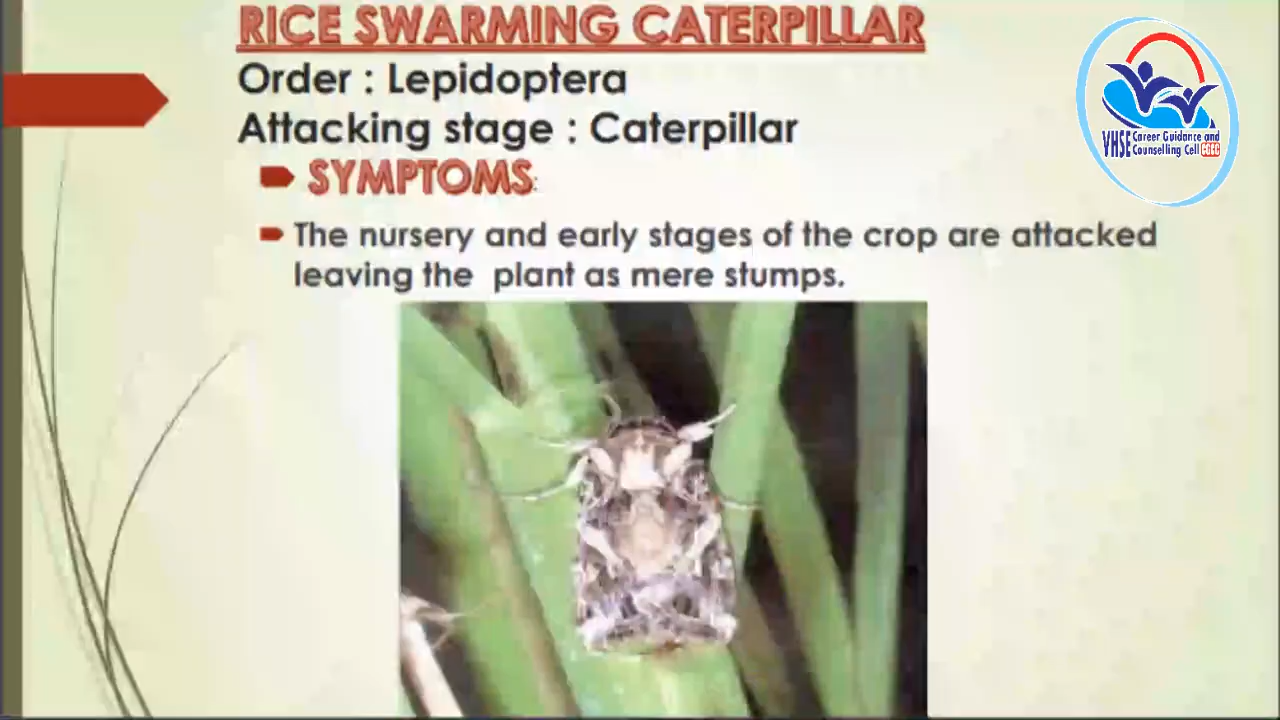 RICE SWARMING CATERPILLAR
Order : Lepidoptera
Attacking stage : Caterpillar
SYMPTOMS:
The nursery and early stages of the crop are attacked
leaving the plant as mere stumps.
VHSE Career Guidance and
Counselling Cell CGCC